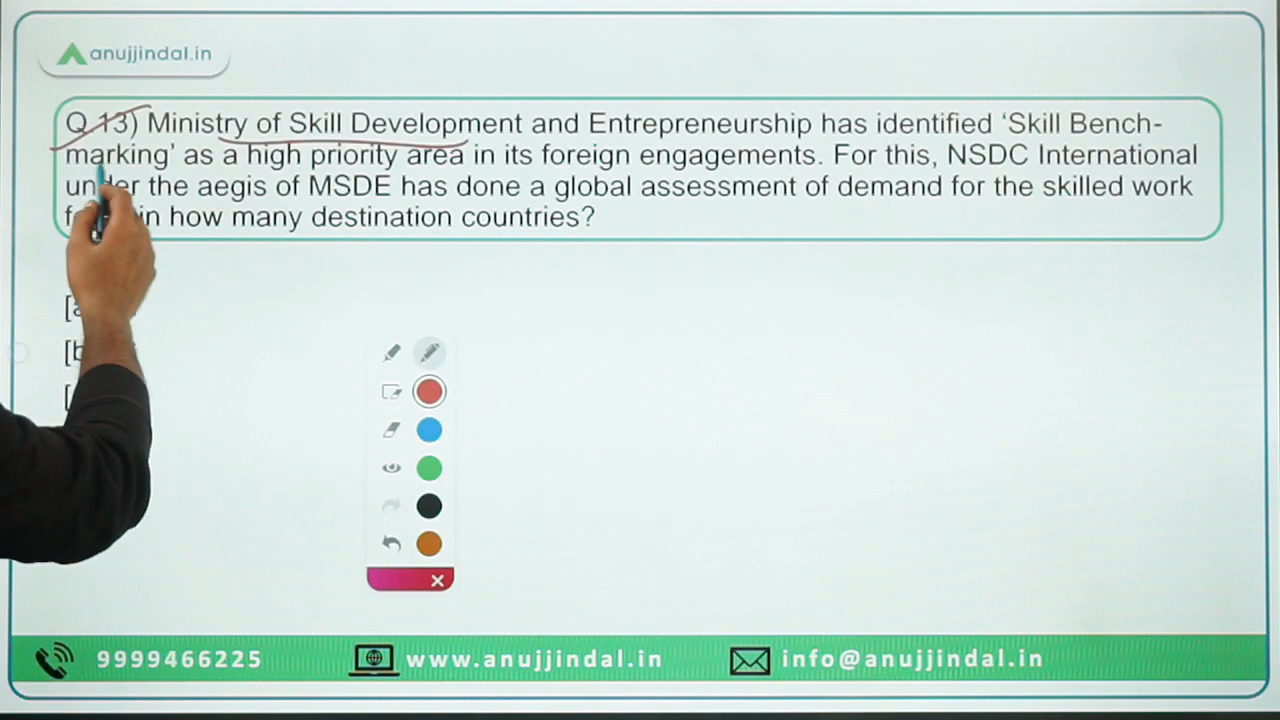 anujjindal.in
Q 13) Ministry of Skill Development and Entrepreneurship has identified ‘Skill Bench-
marking’ as a high priority area in its foreign engagements. For this, NSDC International
under the aegis of MSDE has done a global assessment of demand for the skilled work
in how many destination countries?
9999466225
www.anujjindal.in
info@anujjindal.in